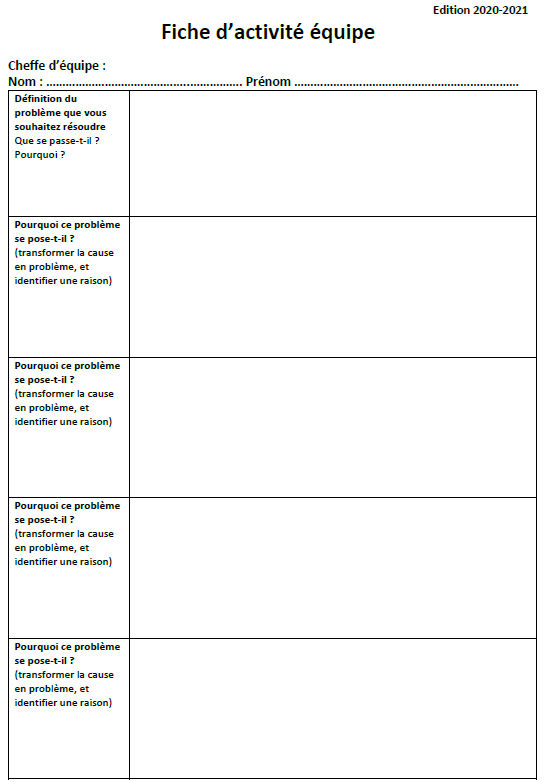 Edition 2020-2021
Fiche d’activité équipe
Cheffe d’équipe :
Nom : ............................................................. Prénom ......................................................................
Définition du
problème que vous
souhaitez résoudre
Que se passe-t-il ?
Pourquoi ?
Pourquoi ce problème
se pose-t-il ?
(transformer la cause
en problème, et
identifier une raison)
Pourquoi ce problème
se pose-t-il ?
(transformer la cause
en problème, et
identifier une raison)
Pourquoi ce problème
se pose-t-il ?
(transformer la cause
en problème, et
identifier une raison)
Pourquoi ce problème
se pose-t-il ?
(transformer la cause
en problème, et
identifier une raison)